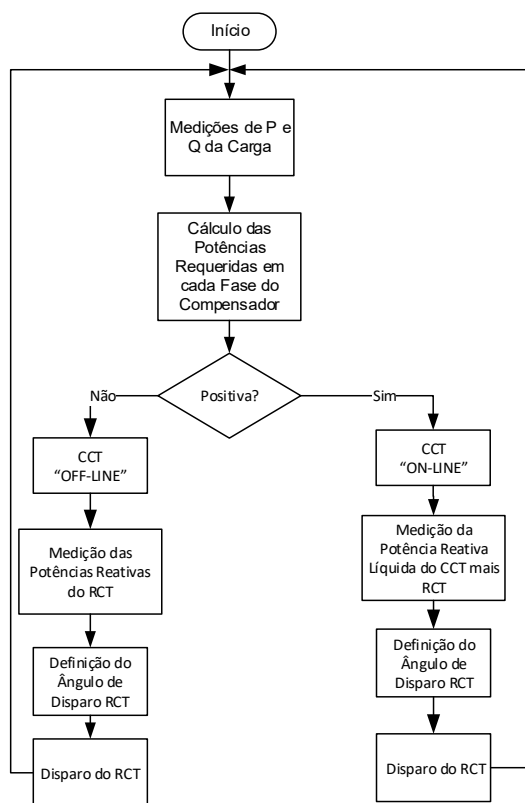 Início
Medições de P e
Q da Carga
Cálculo das
Potências
Requeridas em
cada Fase do
Compensador
Positiva?
Não
Sim
CCT
“OFF-LINE”
Medição das
Potências Reativas
do RCT
Definição do
Ângulo de
Disparo RCT
Disparo do RCT
CCT
“ON-LINE”
Medição da
Potência Reativa
Líquida do CCT mais
RCT
Definição do
Ângulo de
Disparo RCT
Disparo do RCT